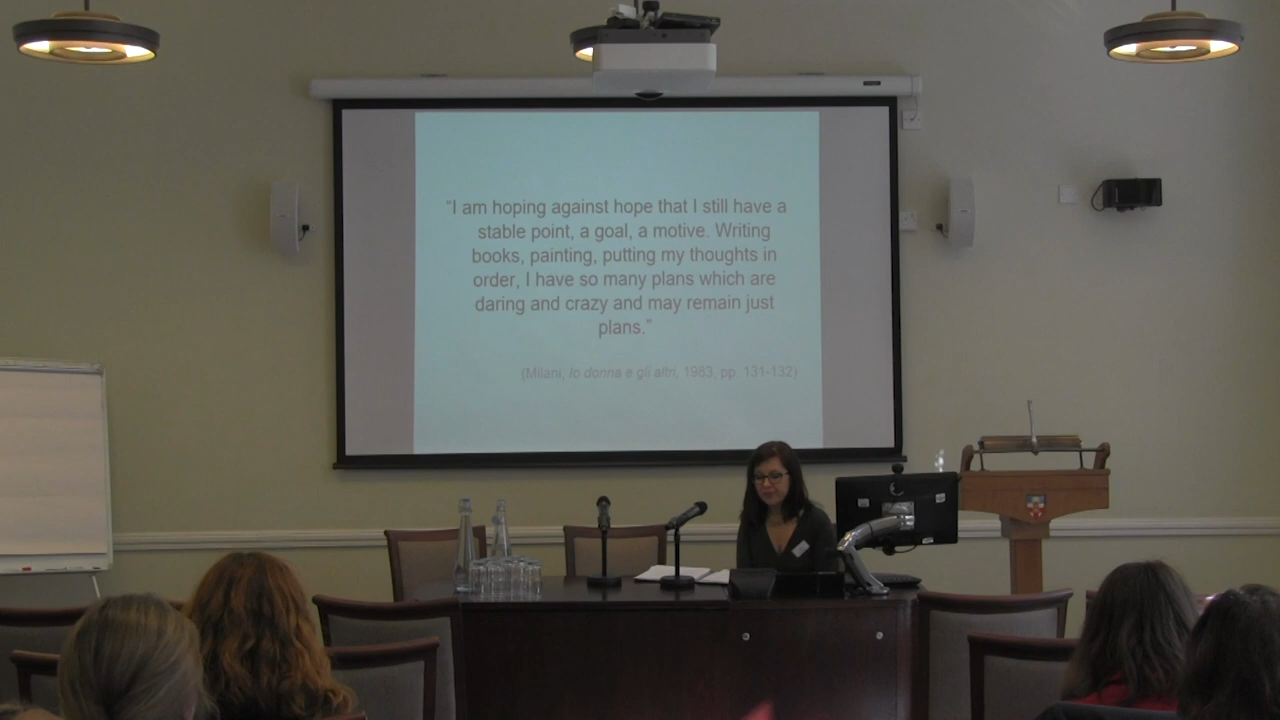 “I am hoping against hope that I still have a
stable point, a goal, a motive. Writing
books, painting, putting my thoughts in
order, I have so many plans which are
daring and crazy and may remain just
plans.”
(Milani, Io donna e gli altri, 1983, pp. 131-132)